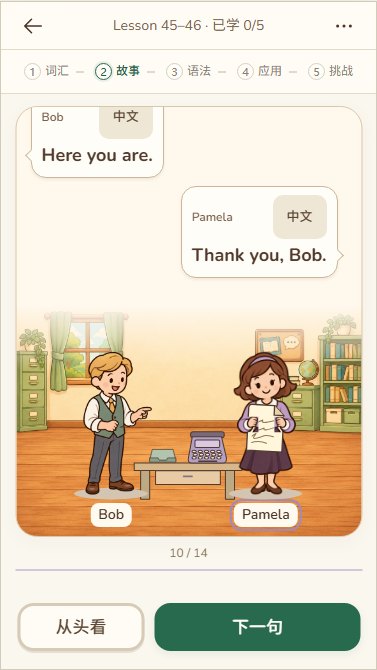 Lesson 45–46 · 已学 0/5
1 词汇 2 故事 3 语法 4 应用 5 挑战
Bob 中文
Here you are.
Pamela 中文
Thank you, Bob.
Bob Pamela
10 / 14
从头看 下一句